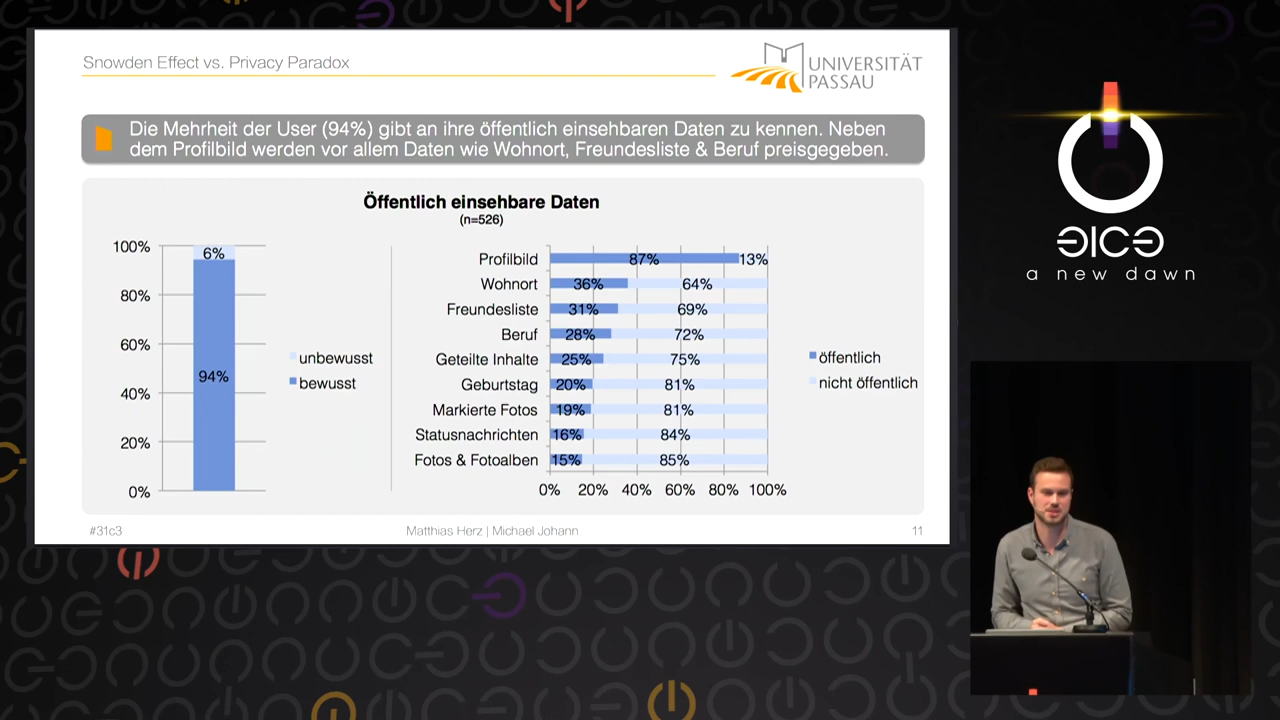 Snowden Effect vs. Privacy Paradox
UNIVERSITÄT
PASSAU
Die Mehrheit der User (94%) gibt an ihre öffentlich einsehbaren Daten zu kennen. Neben
dem Profilbild werden vor allem Daten wie Wohnort, Freundesliste & Beruf preisgegeben.
Öffentlich einsehbare Daten
(n=526)
100%
80%
60%
40%
20%
0%
6%
94%
unbewusst
bewusst
Profilbild 87% 13%
Wohnort 36% 64%
Freundesliste 31% 69%
Beruf 28% 72%
Geteilte Inhalte 25% 75%
Geburtstag 20% 81%
Markierte Fotos 19% 81%
Statusnachrichten 16% 84%
Fotos & Fotoalben 15% 85%
0% 20% 40% 60% 80% 100%
öffentlich
nicht öffentlich
#31c3
Matthias Herz | Michael Johann
11
31C3
a new dawn